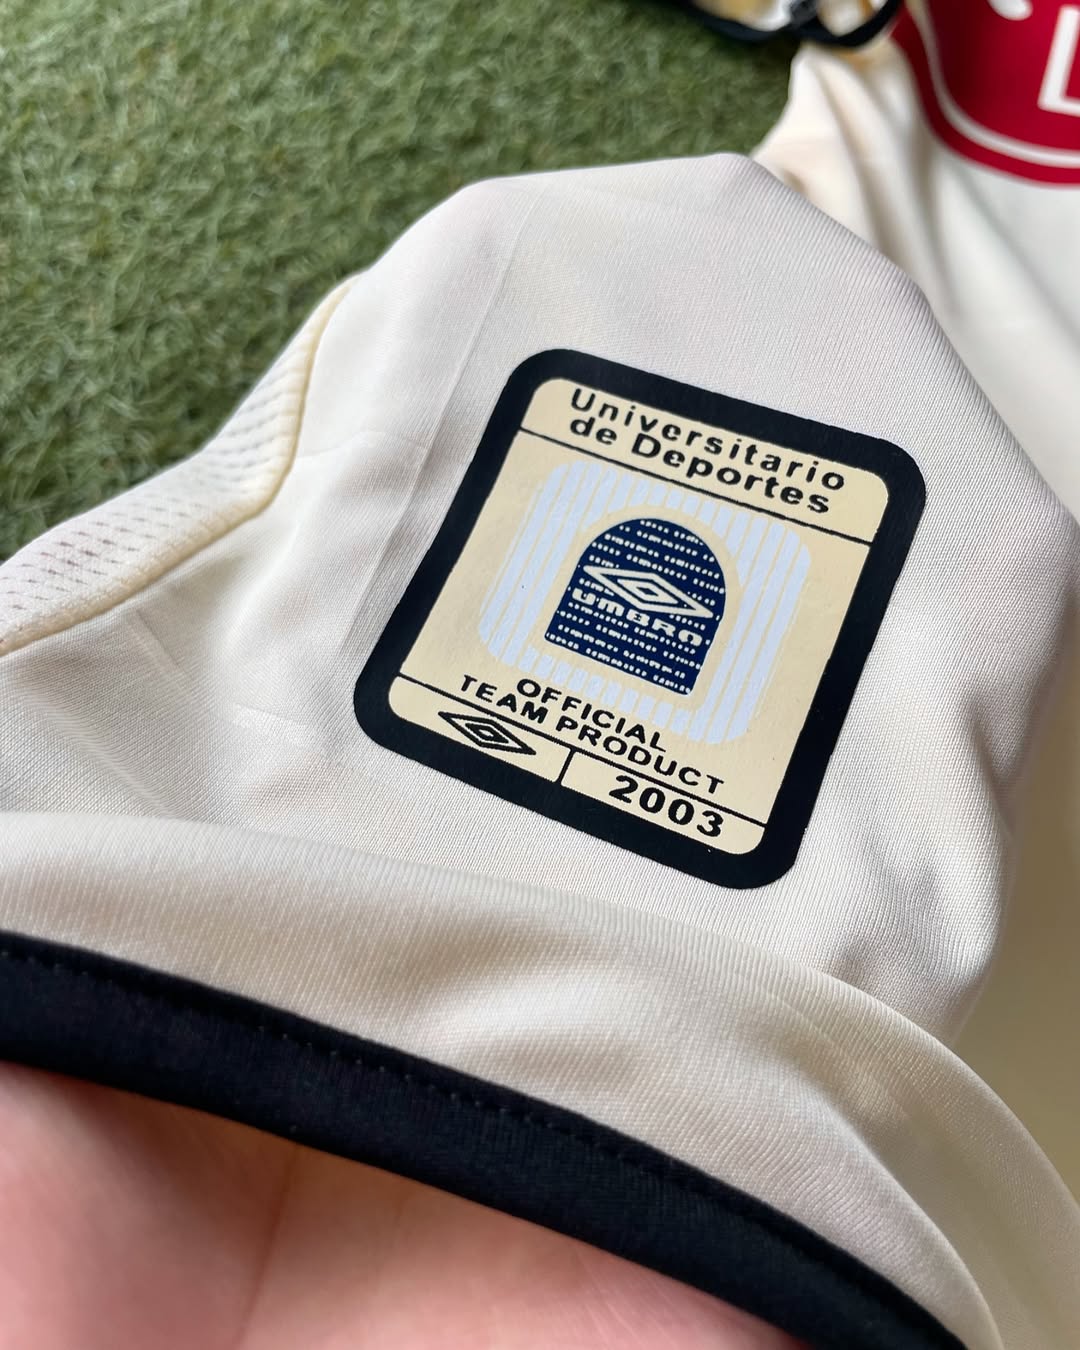 Universitario
de Deportes
UMBRO
OFFICIAL
TEAM PRODUCT
2003
L